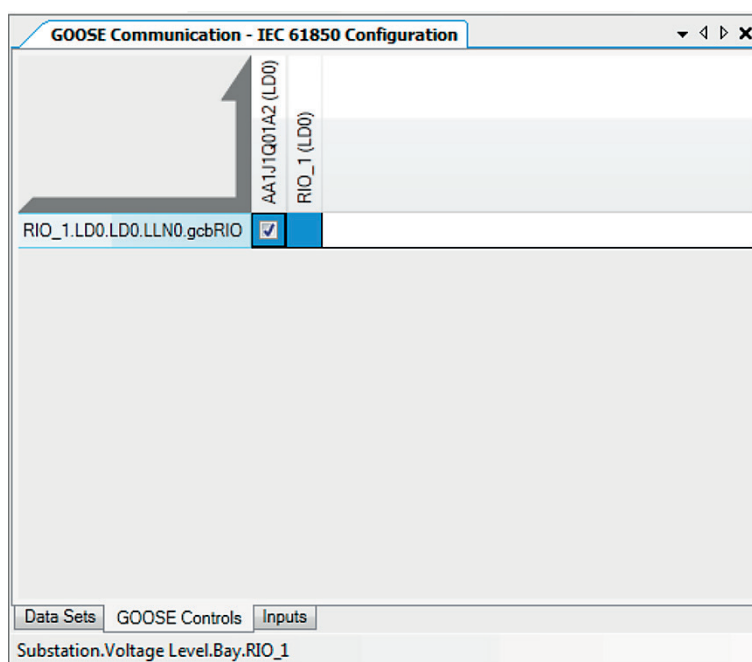 GOOSE Communication - IEC 61850 Configuration
AA1J1Q01A2 (LD0)
RIO_1 (LD0)
RIO_1.LD0.LD0.LLN0.gcbRIO
Data Sets GOOSE Controls Inputs
Substation.Voltage Level.Bay.RIO_1